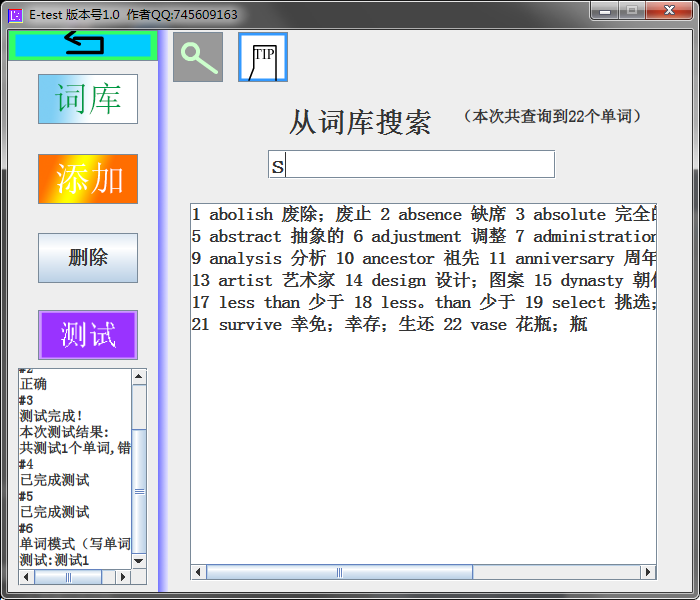 E-test 版本号1.0 作者QQ:745609163
TIP
词库
添加
删除
测试
从词库搜索 （本次共查询到22个单词）
s
1 abolish 废除；废止 2 absence 缺席 3 absolute 完全的
5 abstract 抽象的 6 adjustment 调整 7 administration
9 analysis 分析 10 ancestor 祖先 11 anniversary 周年
13 artist 艺术家 14 design 设计；图案 15 dynasty 朝代
17 less than 少于 18 less。than 少于 19 select 挑选；
21 survive 幸免；幸存；生还 22 vase 花瓶；瓶
#2
正确
#3
测试完成！
本次测试结果:
共测试1个单词,错
#4
已完成测试
#5
已完成测试
#6
单词模式（写单词
测试:测试1